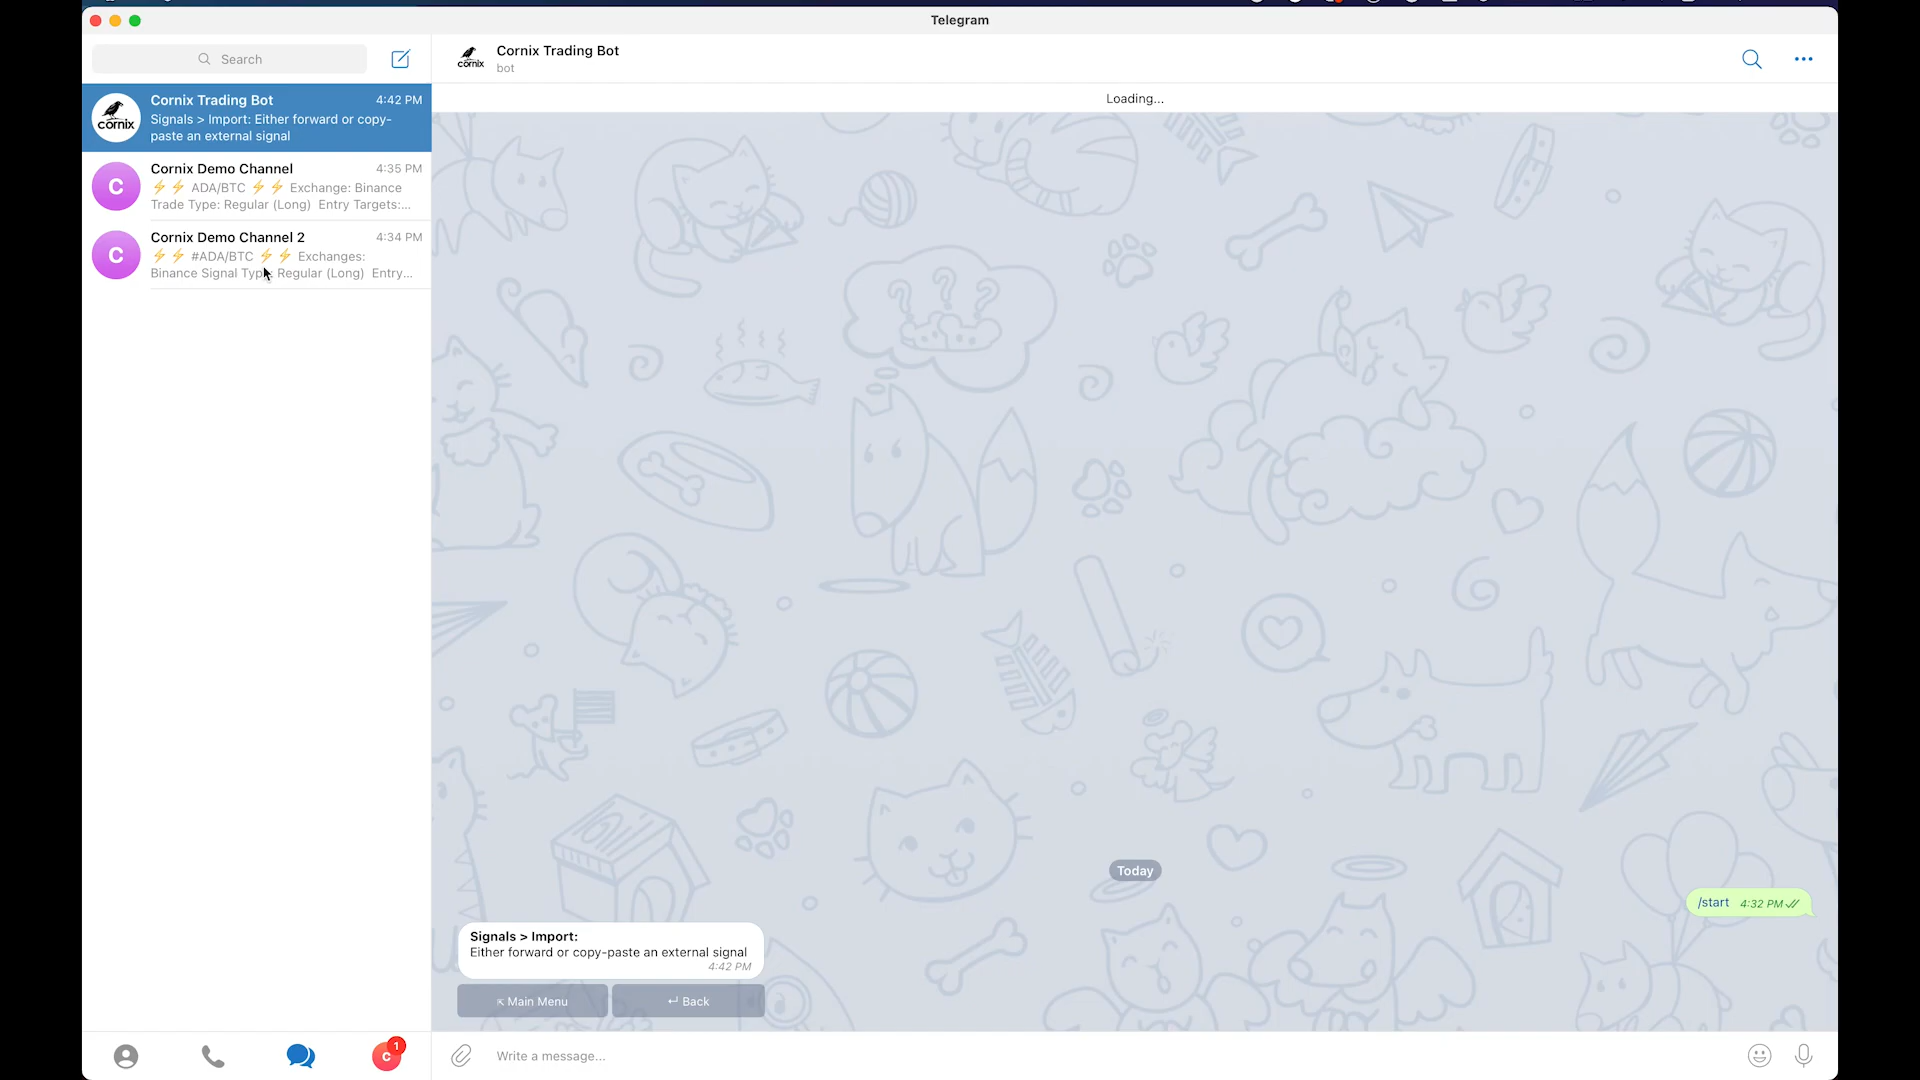 Telegram
Search
cornix
Cornix Trading Bot
bot
Loading...
cornix
Cornix Trading Bot 4:42 PM
Signals > Import: Either forward or copy-
paste an external signal
C
Cornix Demo Channel 4:35 PM
⚡⚡ ADA/BTC ⚡⚡ Exchange: Binance
Trade Type: Regular (Long) Entry Targets:...
C
Cornix Demo Channel 2 4:34 PM
⚡⚡ #ADA/BTC ⚡⚡ Exchanges:
Binance Signal Type: Regular (Long) Entry...
Today
/start 4:32 PM
Signals > Import:
Either forward or copy-paste an external signal
4:42 PM
Main Menu
Back
C 1
Write a message...